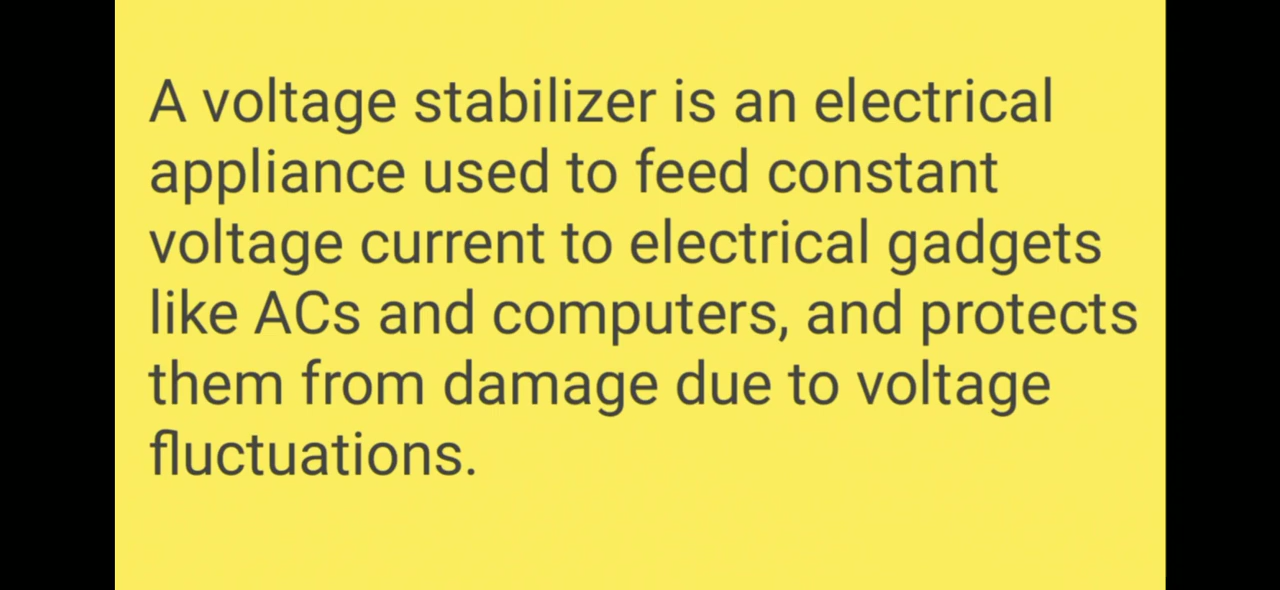 A voltage stabilizer is an electrical
appliance used to feed constant
voltage current to electrical gadgets
like ACs and computers, and protects
them from damage due to voltage
fluctuations.